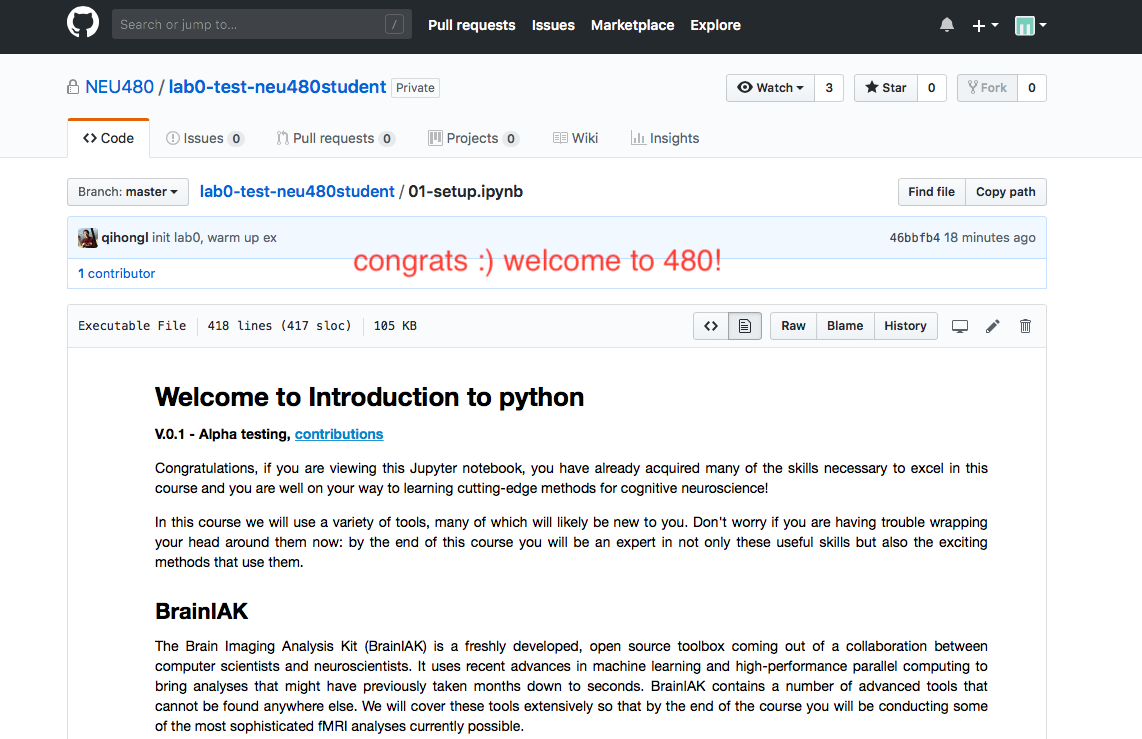 Search or jump to... / Pull requests Issues Marketplace Explore
NEU480 / lab0-test-neu480student Private Watch 3 Star 0 Fork 0
Code Issues 0 Pull requests 0 Projects 0 Wiki Insights
Branch: master lab0-test-neu480student / 01-setup.ipynb Find file Copy path
qihongl init lab0, warm up ex 46bbfb4 18 minutes ago
congrats :) welcome to 480!
1 contributor
Executable File 418 lines (417 sloc) 105 KB <> Raw Blame History
Welcome to Introduction to python
V.0.1 - Alpha testing, contributions
Congratulations, if you are viewing this Jupyter notebook, you have already acquired many of the skills necessary to excel in this
course and you are well on your way to learning cutting-edge methods for cognitive neuroscience!
In this course we will use a variety of tools, many of which will likely be new to you. Don't worry if you are having trouble wrapping
your head around them now: by the end of this course you will be an expert in not only these useful skills but also the exciting
methods that use them.
BrainIAK
The Brain Imaging Analysis Kit (BrainIAK) is a freshly developed, open source toolbox coming out of a collaboration between
computer scientists and neuroscientists. It uses recent advances in machine learning and high-performance parallel computing to
bring analyses that might have previously taken months down to seconds. BrainIAK contains a number of advanced tools that
cannot be found anywhere else. We will cover these tools extensively so that by the end of the course you will be conducting some
of the most sophisticated fMRI analyses currently possible.